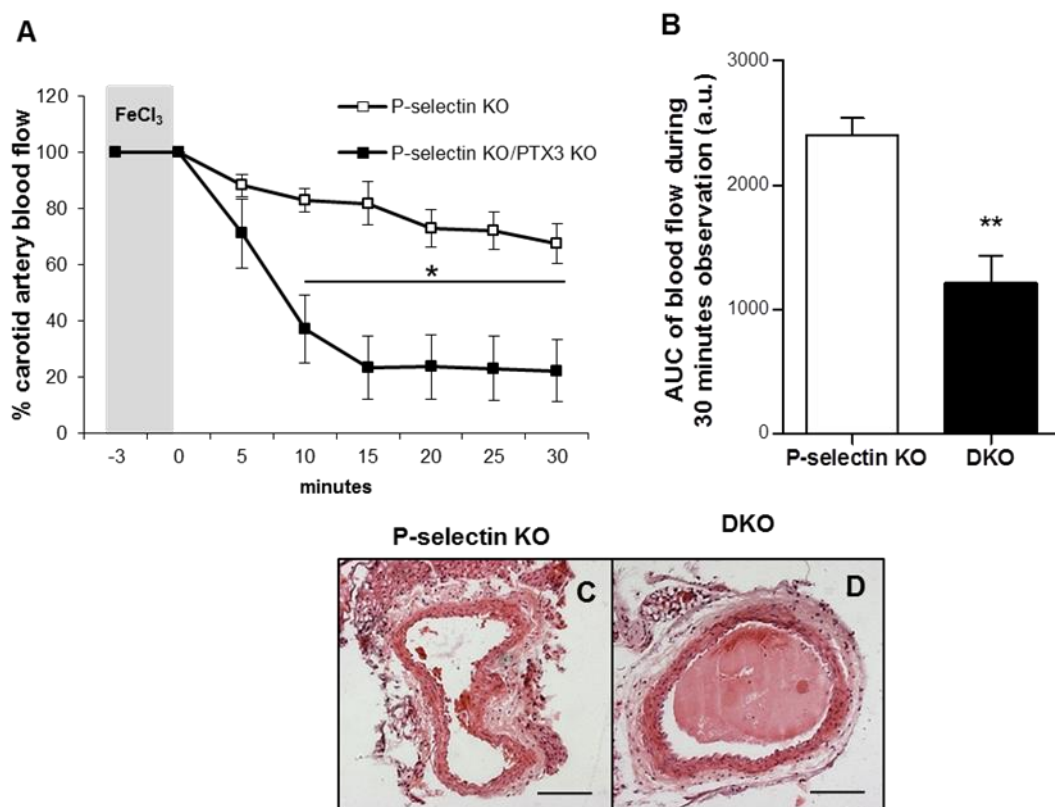 A
% carotid artery blood flow
120
100
80
60
40
20
0
FeCl₃
P-selectin KO
P-selectin KO/PTX3 KO
*
-3 0 5 10 15 20 25 30
minutes
B
AUC of blood flow during
30 minutes observation (a.u.)
3000
2000
1000
0
**
P-selectin KO DKO
P-selectin KO DKO
C D